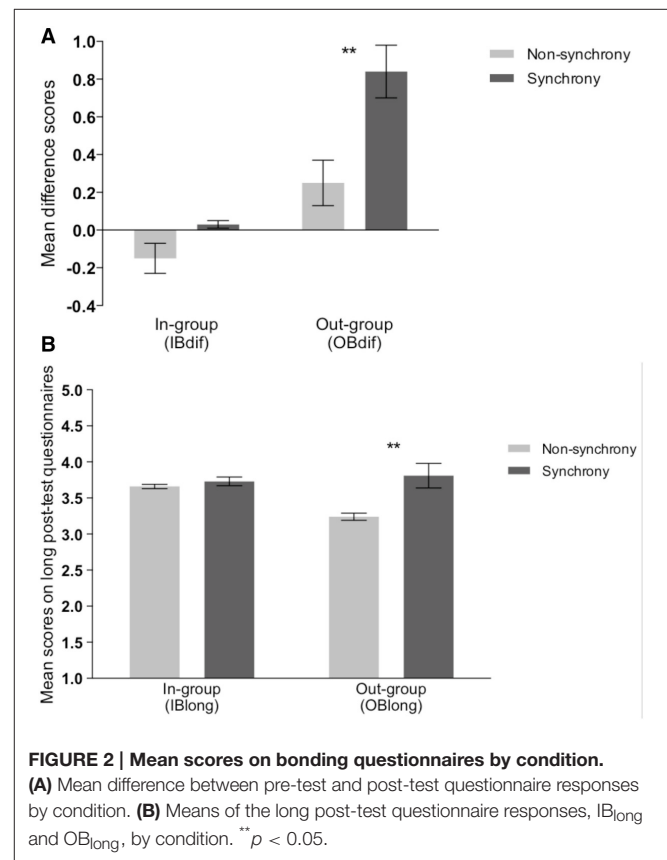 A
1.0
0.8
0.6
0.4
0.2
0.0
-0.2
-0.4
Mean difference scores
**
Non-synchrony
Synchrony
In-group
(IBdif)
Out-group
(OBdif)
B
5.0
4.5
4.0
3.5
3.0
2.5
2.0
1.5
1.0
Mean scores on long post-test questionnaires
**
Non-synchrony
Synchrony
In-group
(IBlong)
Out-group
(OBlong)
FIGURE 2 | Mean scores on bonding questionnaires by condition.
(A) Mean difference between pre-test and post-test questionnaire responses
by condition. (B) Means of the long post-test questionnaire responses, IBlong
and OBlong, by condition. **p < 0.05.